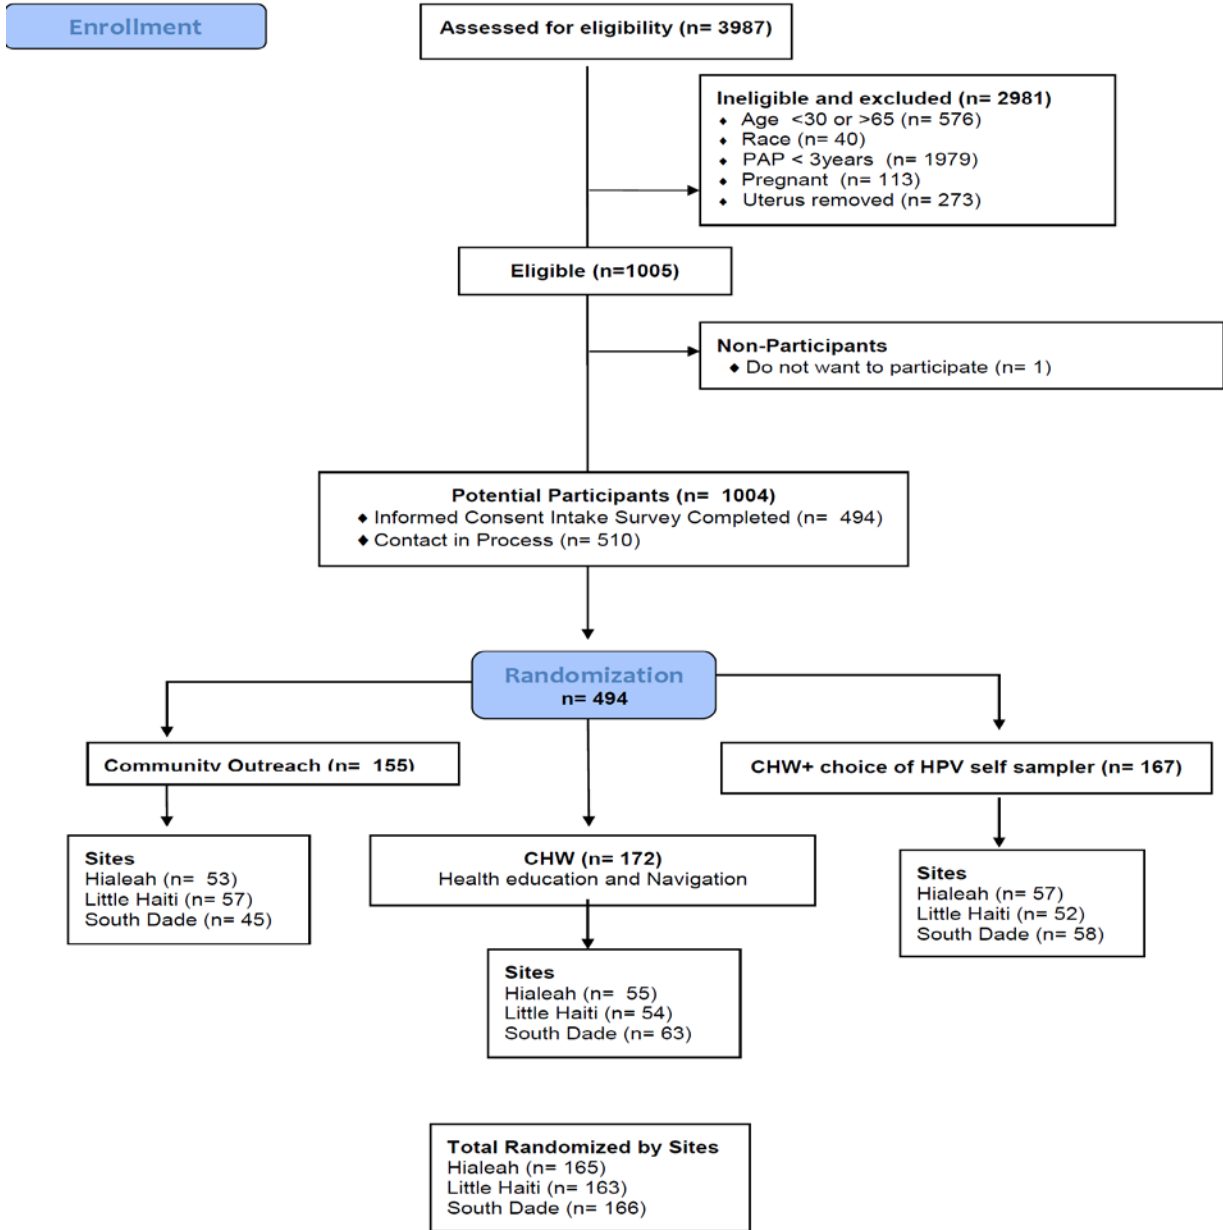 Enrollment
Assessed for eligibility (n= 3987)
Ineligible and excluded (n= 2981)
♦ Age <30 or >65 (n= 576)
♦ Race (n= 40)
♦ PAP < 3years (n= 1979)
♦ Pregnant (n= 113)
♦ Uterus removed (n= 273)
Eligible (n=1005)
Non-Participants
♦ Do not want to participate (n= 1)
Potential Participants (n= 1004)
♦ Informed Consent Intake Survey Completed (n= 494)
♦ Contact in Process (n= 510)
Randomization
n= 494
Community Outreach (n= 155)
Sites
Hialeah (n= 53)
Little Haiti (n= 57)
South Dade (n= 45)
CHW (n= 172)
Health education and Navigation
Sites
Hialeah (n= 55)
Little Haiti (n= 54)
South Dade (n= 63)
CHW+ choice of HPV self sampler (n= 167)
Sites
Hialeah (n= 57)
Little Haiti (n= 52)
South Dade (n= 58)
Total Randomized by Sites
Hialeah (n= 165)
Little Haiti (n= 163)
South Dade (n= 166)